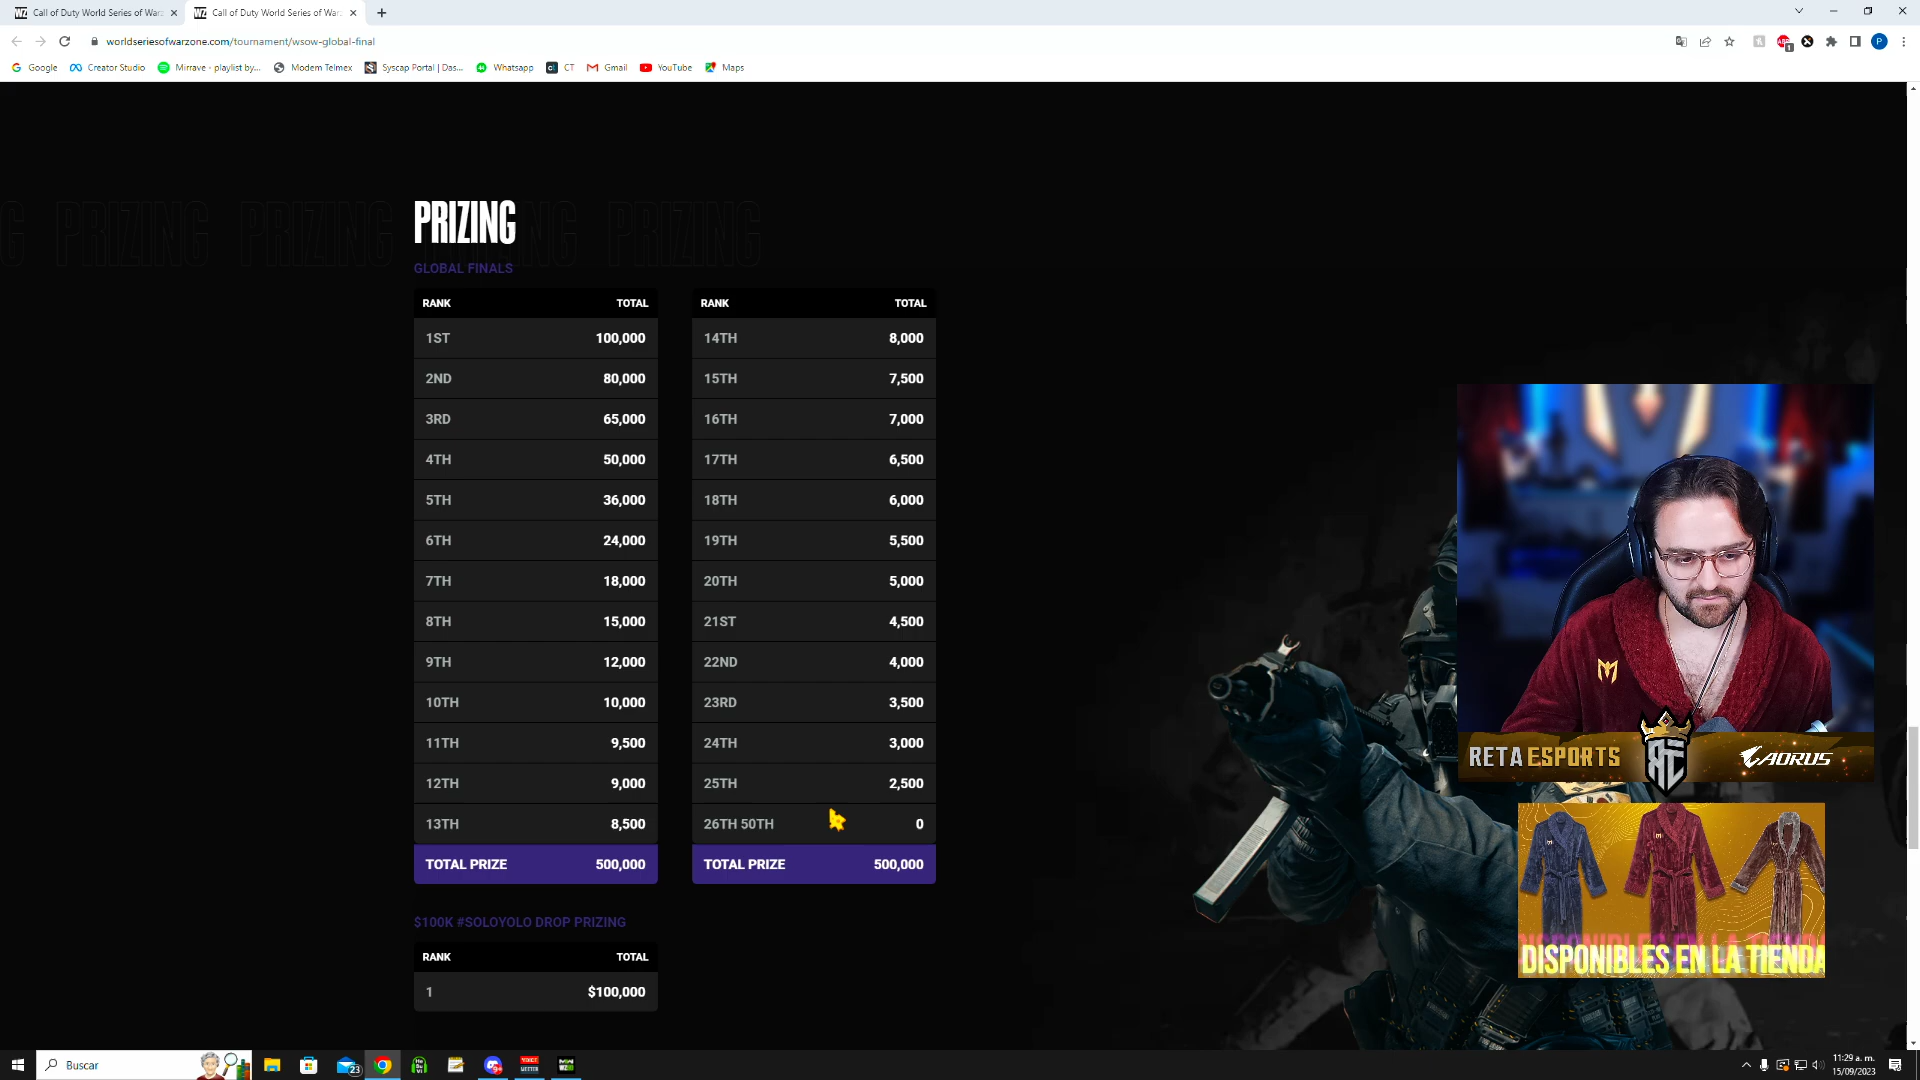 Call of Duty World Series of War
Call of Duty World Series of War
worldseriesofwarzone.com/tournament/wsow-global-final
Google
Creator Studio
Mirrave - playlist by...
Modem Telmex
Syscap Portal | Das...
Whatsapp
CT
Gmail
YouTube
Maps
G PRIZING PRIZING PRIZING PRIZING
GLOBAL FINALS
RANK TOTAL RANK TOTAL
1ST 100,000 14TH 8,000
2ND 80,000 15TH 7,500
3RD 65,000 16TH 7,000
4TH 50,000 17TH 6,500
5TH 36,000 18TH 6,000
6TH 24,000 19TH 5,500
7TH 18,000 20TH 5,000
8TH 15,000 21ST 4,500
9TH 12,000 22ND 4,000
10TH 10,000 23RD 3,500
11TH 9,500 24TH 3,000
12TH 9,000 25TH 2,500
13TH 8,500 26TH 50TH 0
TOTAL PRIZE 500,000 TOTAL PRIZE 500,000
$100K #SOLOYOLO DROP PRIZING
RANK TOTAL
1 $100,000
RETA ESPORTS
AORUS
DISPONIBLES EN LA TIENDA
Buscar
23
11:29 a. m.
15/09/2023